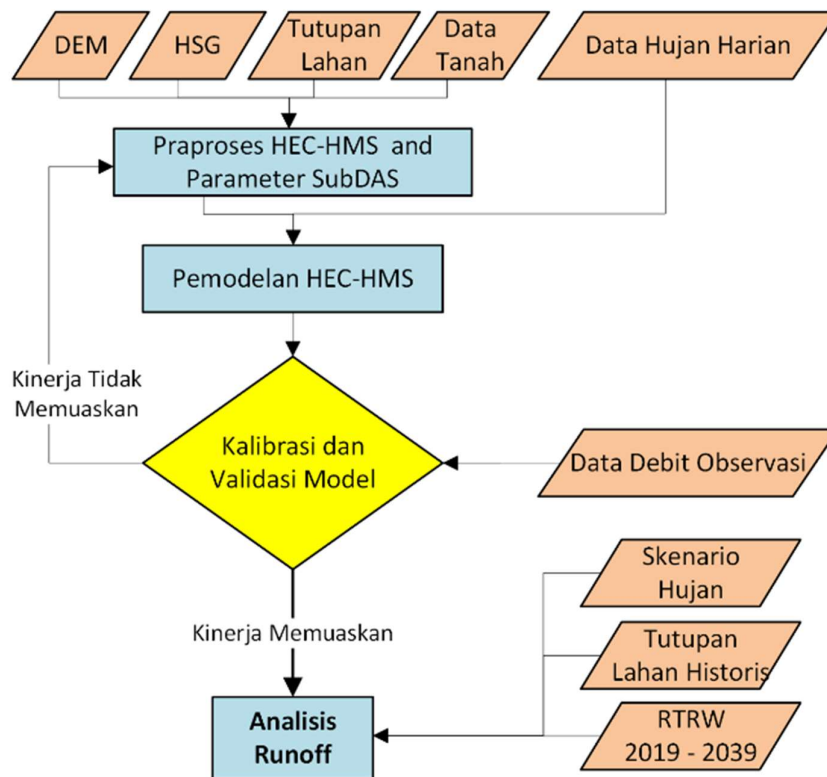 DEM
HSG
Tutupan
Lahan
Data
Tanah
Data Hujan Harian
Praproses HEC-HMS and
Parameter SubDAS
Pemodelan HEC-HMS
Kinerja Tidak
Memuaskan
Kalibrasi dan
Validasi Model
Data Debit Observasi
Kinerja Memuaskan
Skenario
Hujan
Tutupan
Lahan Historis
Analisis
Runoff
RTRW
2019 - 2039